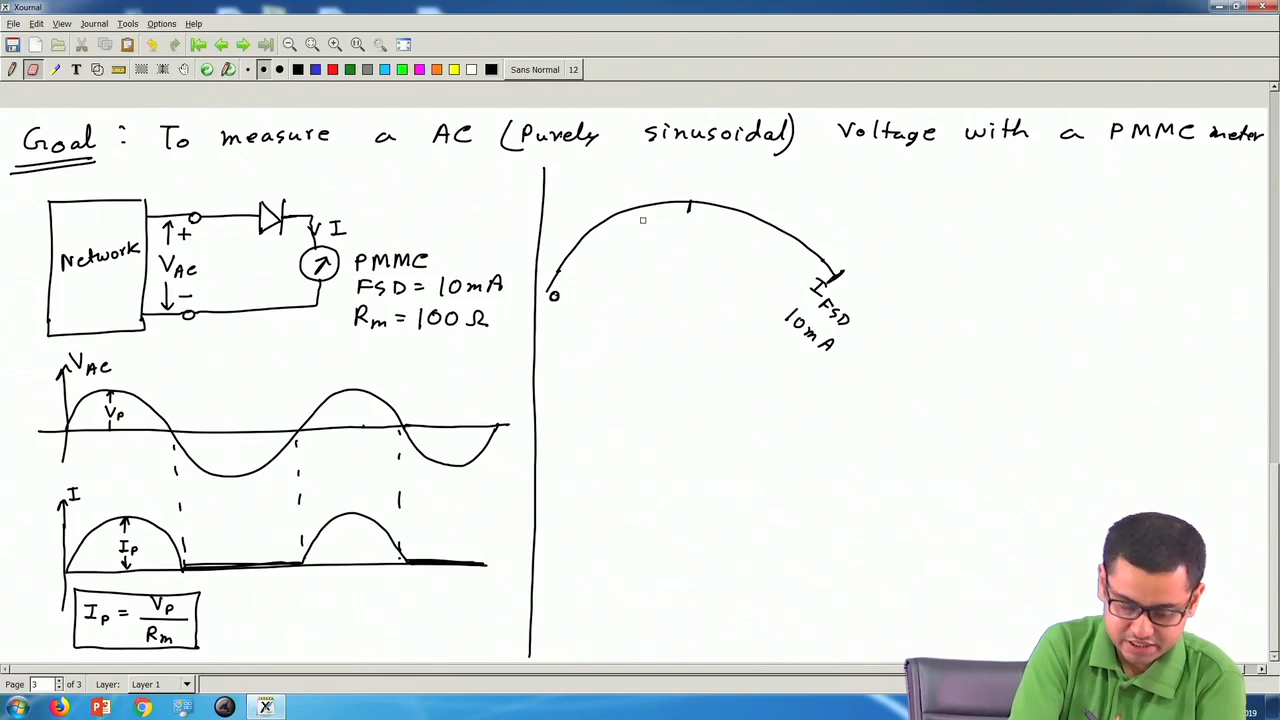 Xournal
File Edit View Journal Tools Options Help
Sans Normal 12
Goal : To measure a AC (Purely sinusoidal) Voltage with a PMMC meter
Network
+
VAC
−
I
PMMC
FSD = 10mA
Rm = 100 Ω
0
IFSD
10mA
VAC
Vp
I
Ip
Ip = Vp / Rm
Page 3 of 3 Layer: Layer 1
2019